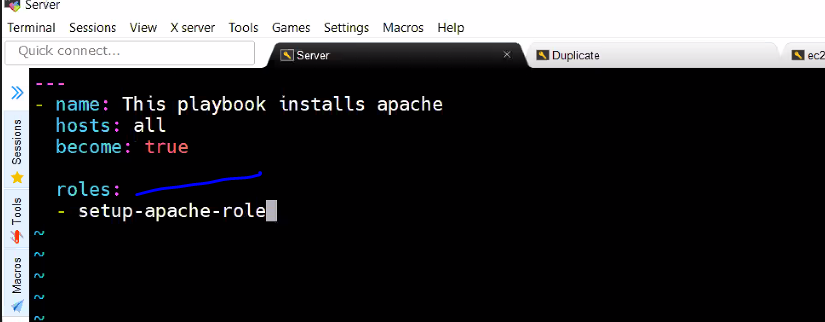 Server
Terminal Sessions View X server Tools Games Settings Macros Help
Quick connect...
Server
Duplicate
ec2
Sessions
Tools
Macros
---
- name: This playbook installs apache
hosts: all
become: true
roles:
- setup-apache-role
~
~
~
~
~